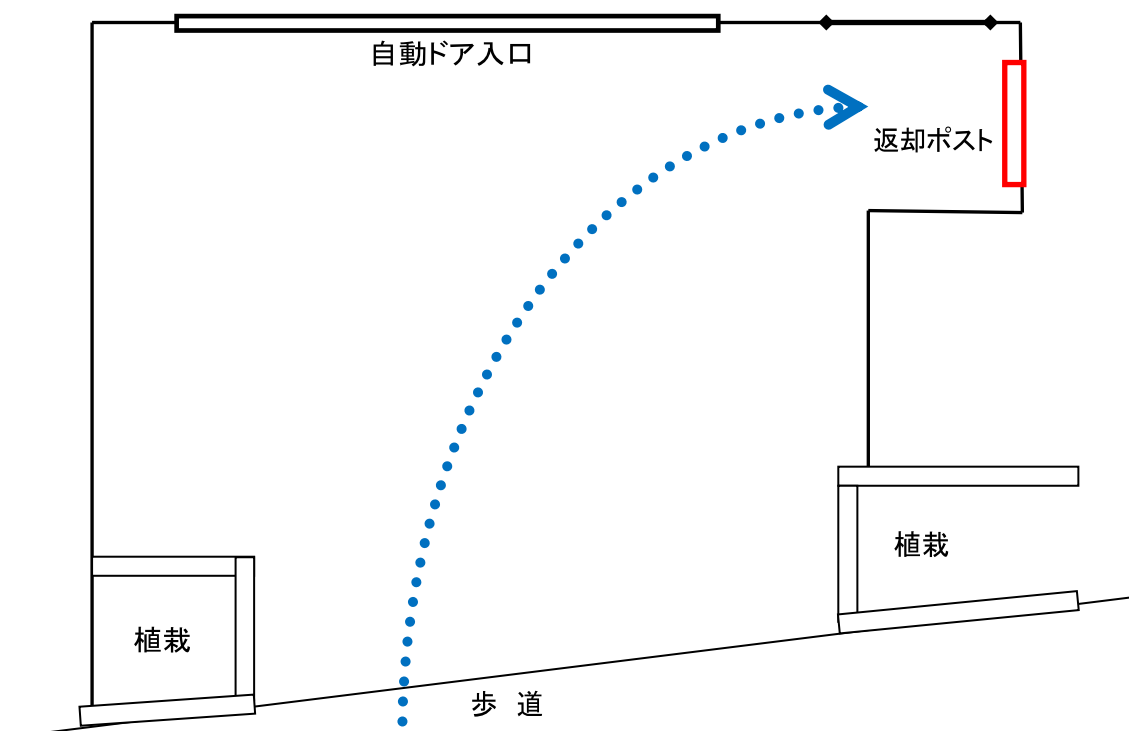 自動ドア入口
返却ポスト
植栽
植栽
歩 道